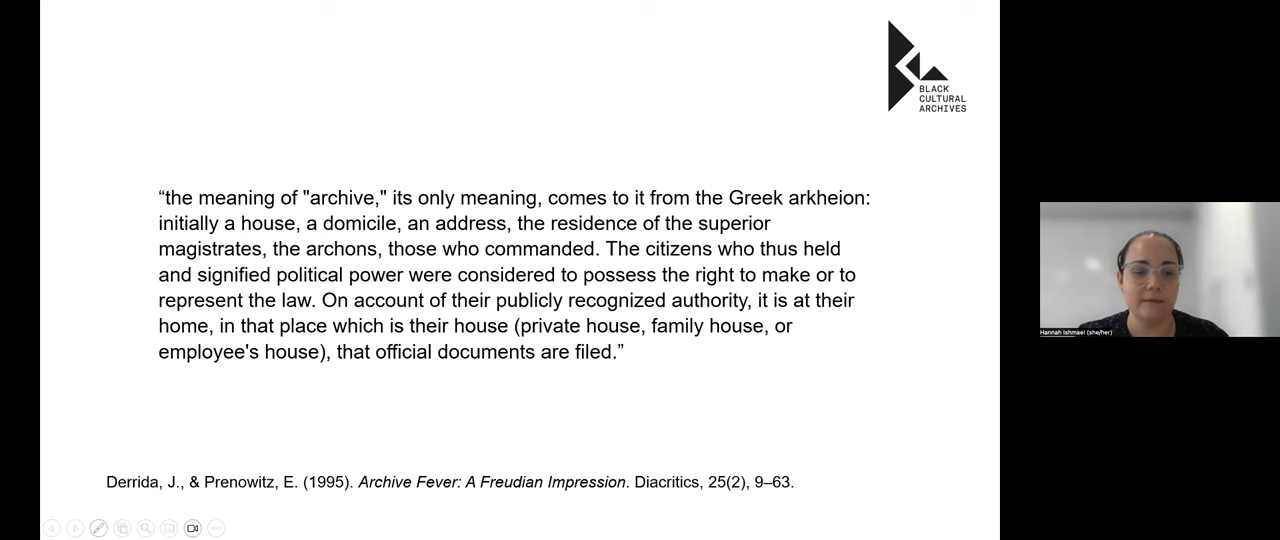 BLACK
CULTURAL
ARCHIVES
“the meaning of "archive," its only meaning, comes to it from the Greek arkheion:
initially a house, a domicile, an address, the residence of the superior
magistrates, the archons, those who commanded. The citizens who thus held
and signified political power were considered to possess the right to make or to
represent the law. On account of their publicly recognized authority, it is at their
home, in that place which is their house (private house, family house, or
employee's house), that official documents are filed.”
Hannah Ishmael (she/her)
Derrida, J., & Prenowitz, E. (1995). Archive Fever: A Freudian Impression. Diacritics, 25(2), 9–63.